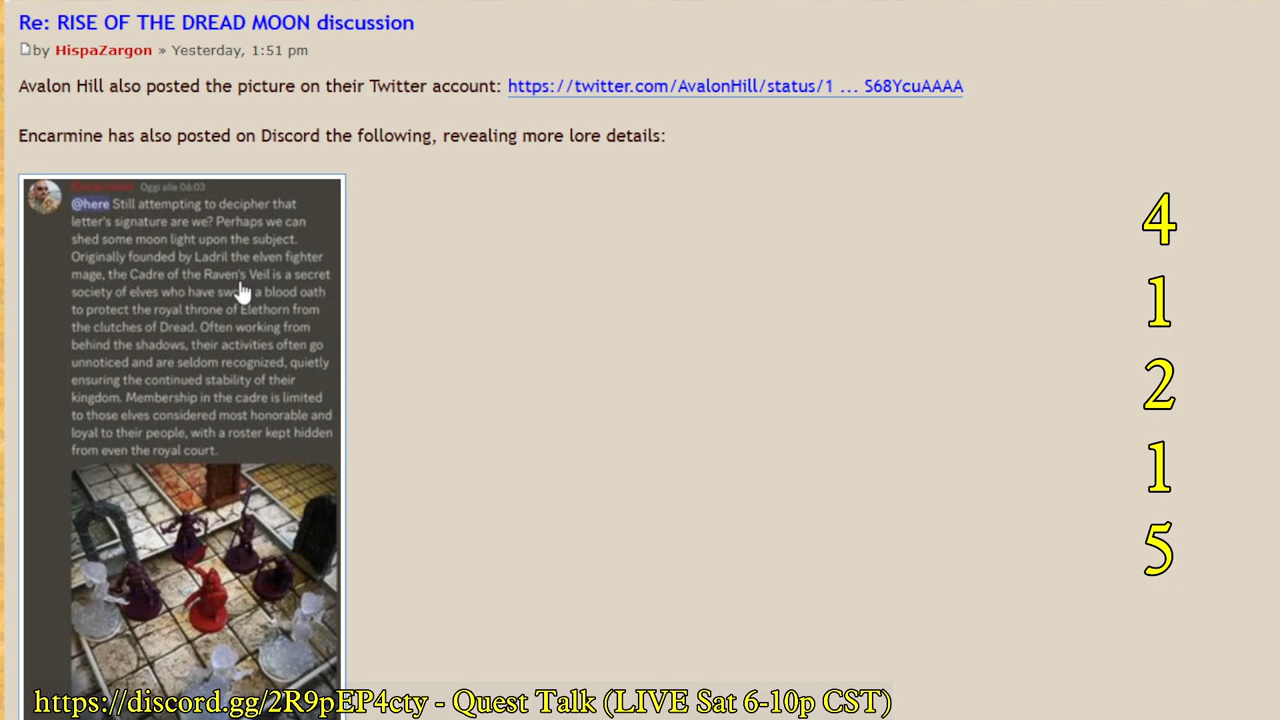 Re: RISE OF THE DREAD MOON discussion
by HispaZargon » Yesterday, 1:51 pm
Avalon Hill also posted the picture on their Twitter account: https://twitter.com/AvalonHill/status/1 ... S68YcuAAAA
Encarmine has also posted on Discord the following, revealing more lore details:
Oggi alle 06:03
@here Still attempting to decipher that
letter's signature are we? Perhaps we can
shed some moon light upon the subject.
Originally founded by Ladril the elven fighter
mage, the Cadre of the Raven's Veil is a secret
society of elves who have a blood oath
to protect the royal throne of Elethorn from
the clutches of Dread. Often working from
behind the shadows, their activities often go
unnoticed and are seldom recognized, quietly
ensuring the continued stability of their
kingdom. Membership in the cadre is limited
to those elves considered most honorable and
loyal to their people, with a roster kept hidden
from even the royal court.
4
1
2
1
5
https://discord.gg/2R9pEP4cty - Quest Talk (LIVE Sat 6-10p CST)